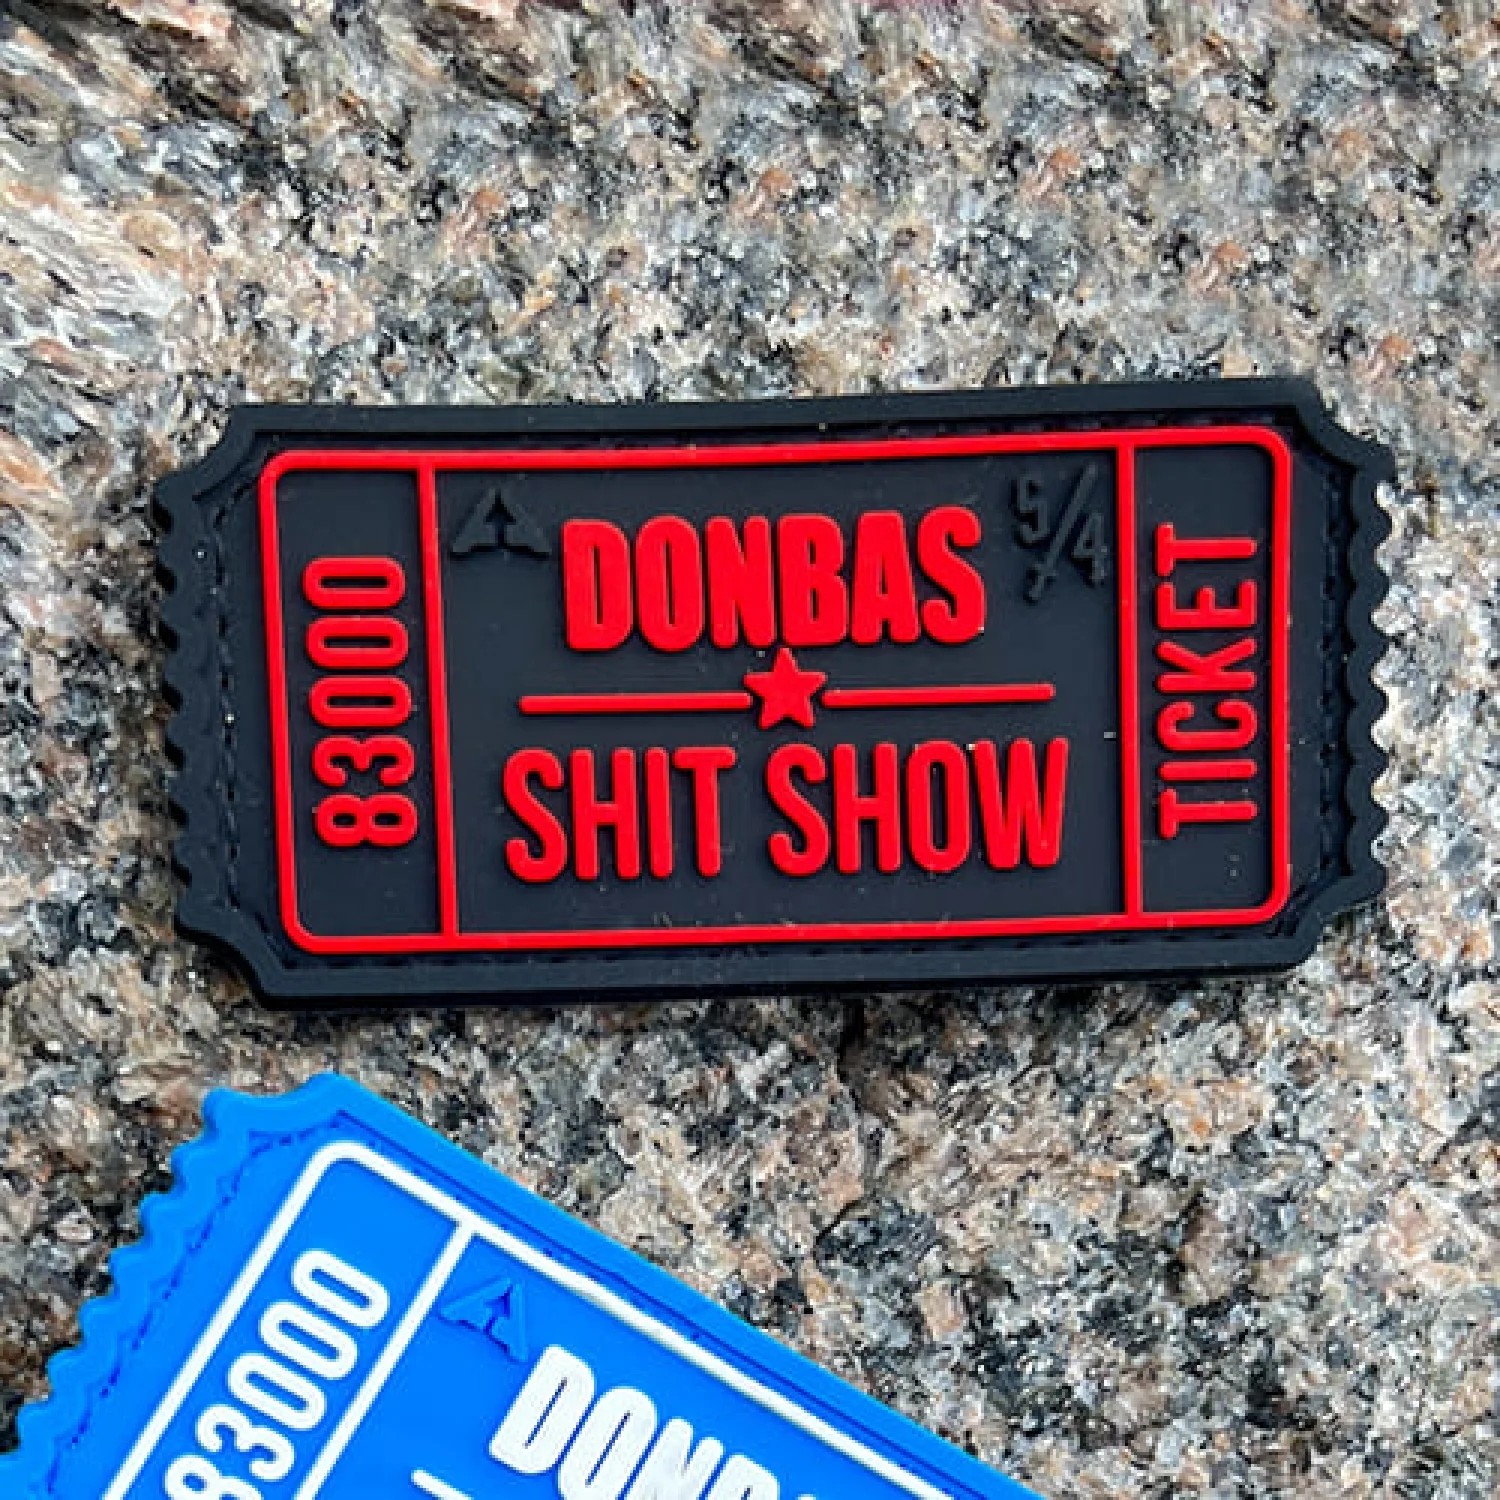 83000
DONBAS
SHIT SHOW
TICKET
5/4
83000